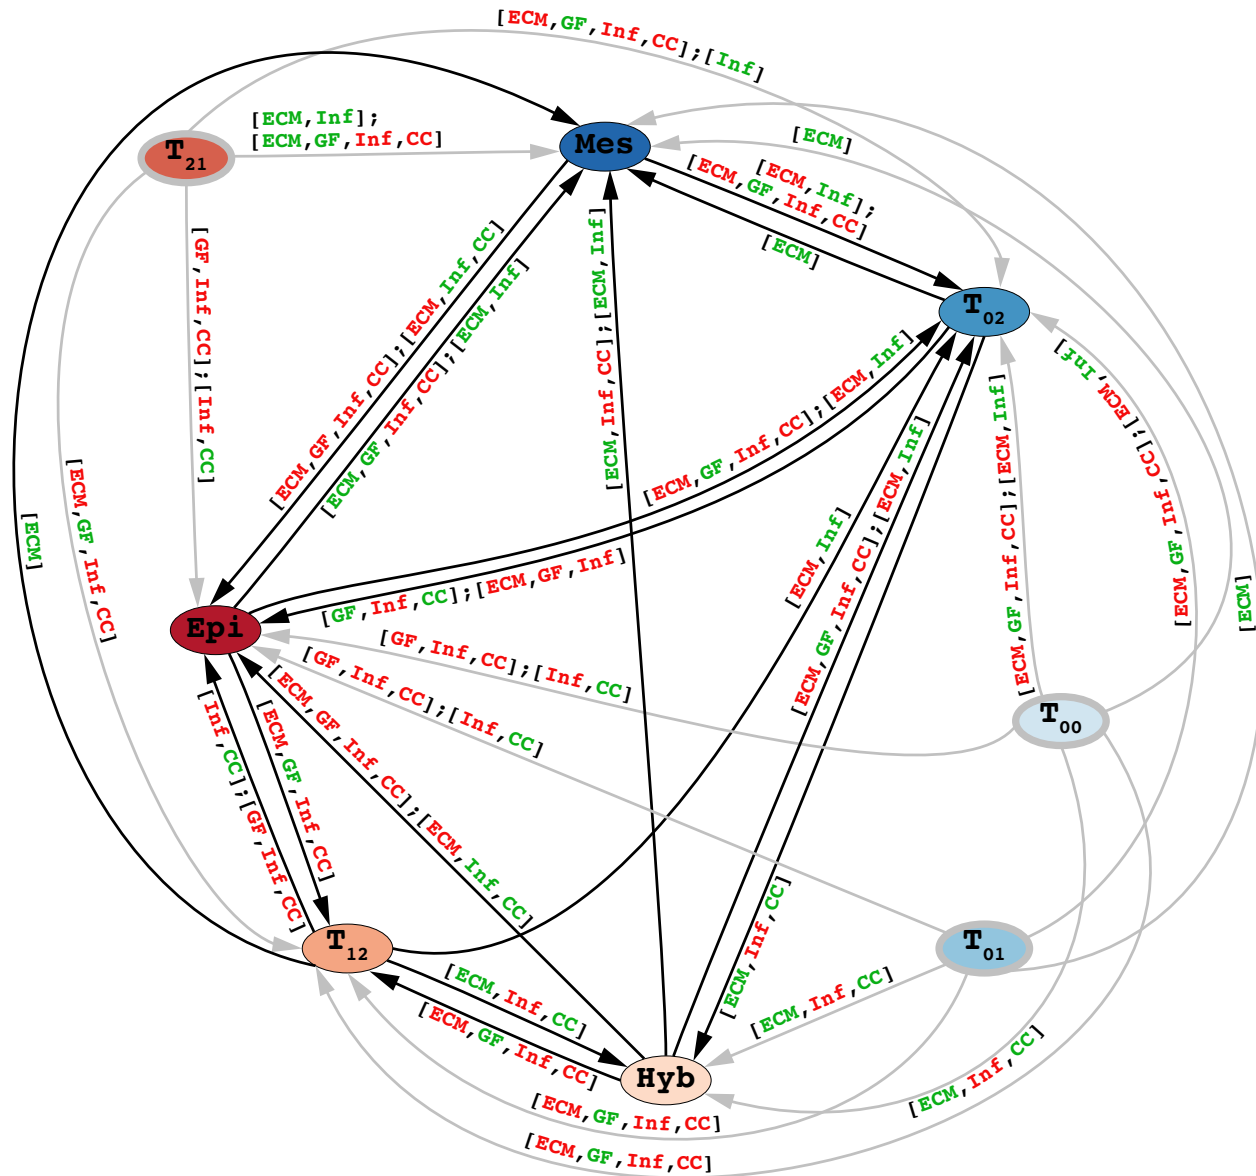 [ECM,GF,Inf,CC];[Inf]
[ECM,Inf];
[ECM,GF,Inf,CC]
T21
Mes
[ECM]
[ECM,Inf];
[ECM,GF,Inf,CC]
[ECM]
T02
[GF,Inf,CC];[Inf,CC]
[ECM,GF,Inf,CC];[ECM,Inf,CC]
[ECM,GF,Inf,CC];[ECM,Inf]
[ECM,Inf,CC];[ECM,Inf]
[ECM,GF,Inf,CC];[ECM,Inf]
[ECM,GF,Inf,CC];[ECM,Inf]
[ECM,GF,Inf,CC];[ECM,Inf]
[ECM]
[ECM,GF,Inf,CC]
[ECM,Inf]
[ECM,GF,Inf,CC];[ECM,Inf]
[GF,Inf,CC];[ECM,GF,Inf]
[ECM]
Epi
[GF,Inf,CC];[Inf,CC]
[GF,Inf,CC];[Inf,CC]
T00
[Inf,CC];[GF,Inf,CC]
[ECM,GF,Inf,CC]
[ECM,GF,Inf,CC];[ECM,Inf,CC]
[ECM,Inf,CC]
T12
T01
[ECM,Inf,CC]
[ECM,GF,Inf,CC]
[ECM,Inf,CC]
Hyb
[ECM,Inf,CC]
[ECM,GF,Inf,CC]
[ECM,GF,Inf,CC]